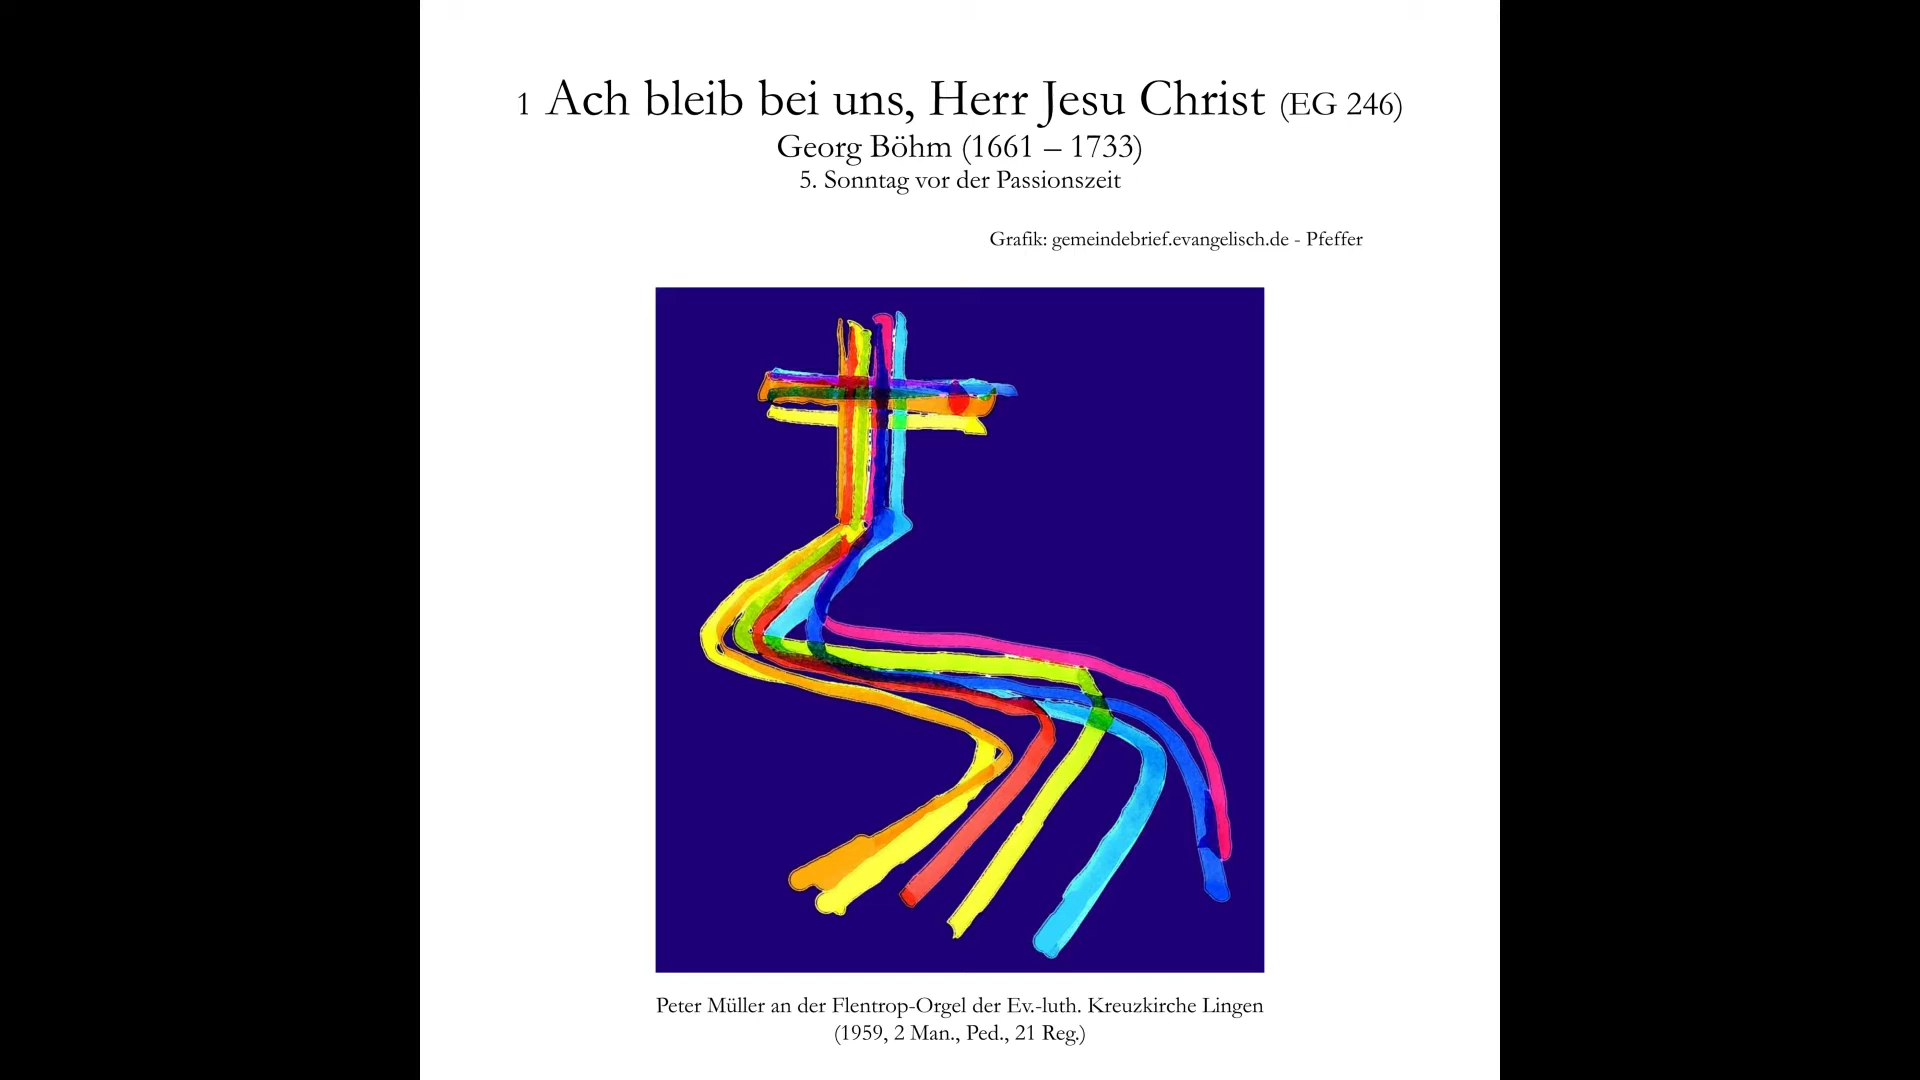 1 Ach bleib bei uns, Herr Jesu Christ (EG 246)
Georg Böhm (1661 – 1733)
5. Sonntag vor der Passionszeit
Grafik: gemeindebrief.evangelisch.de - Pfeffer
Peter Müller an der Flentrop-Orgel der Ev.-luth. Kreuzkirche Lingen
(1959, 2 Man., Ped., 21 Reg.)